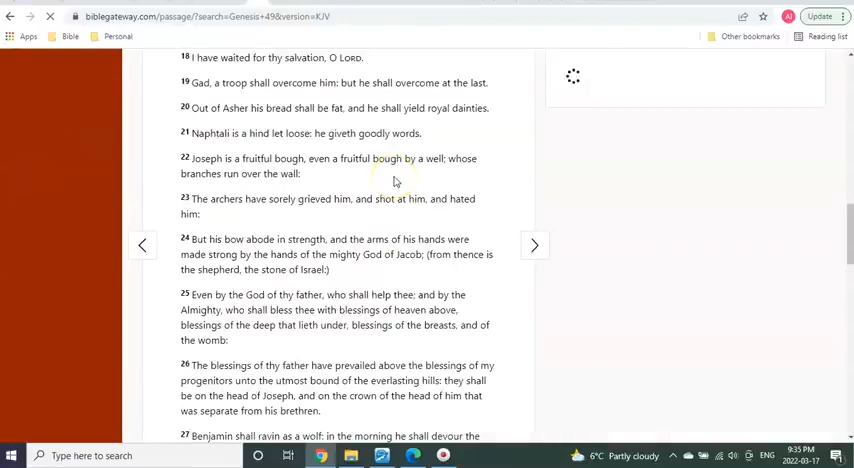 biblegateway.com/passage/?search=Genesis+49&version=KJV
AI
Update
Apps
Bible
Other bookmarks
Reading list
18 I have waited for thy salvation, O LORD.
19 Gad, a troop shall overcome him: but he shall overcome at the last.
20 Out of Asher his bread shall be fat, and he shall yield royal dainties.
21 Naphtali is a hind let loose: he giveth goodly words.
22 Joseph is a fruitful bough, even a fruitful bough by a well; whose
branches run over the wall:
23 The archers have sorely grieved him, and shot at him, and hated
him:
24 But his bow abode in strength, and the arms of his hands were
made strong by the hands of the mighty God of Jacob; (from thence is
the shepherd, the stone of Israel:)
25 Even by the God of thy father, who shall help thee; and by the
Almighty, who shall bless thee with blessings of heaven above,
blessings of the deep that lieth under, blessings of the breasts, and of
the womb:
26 The blessings of thy father have prevailed above the blessings of my
progenitors unto the utmost bound of the everlasting hills: they shall
be on the head of Joseph, and on the crown of the head of him that
was separate from his brethren.
27 Benjamin shall ravin as a wolf: in the morning he shall devour the
Type here to search
6°C Partly cloudy
ENG
9:35 PM
2022-03-17